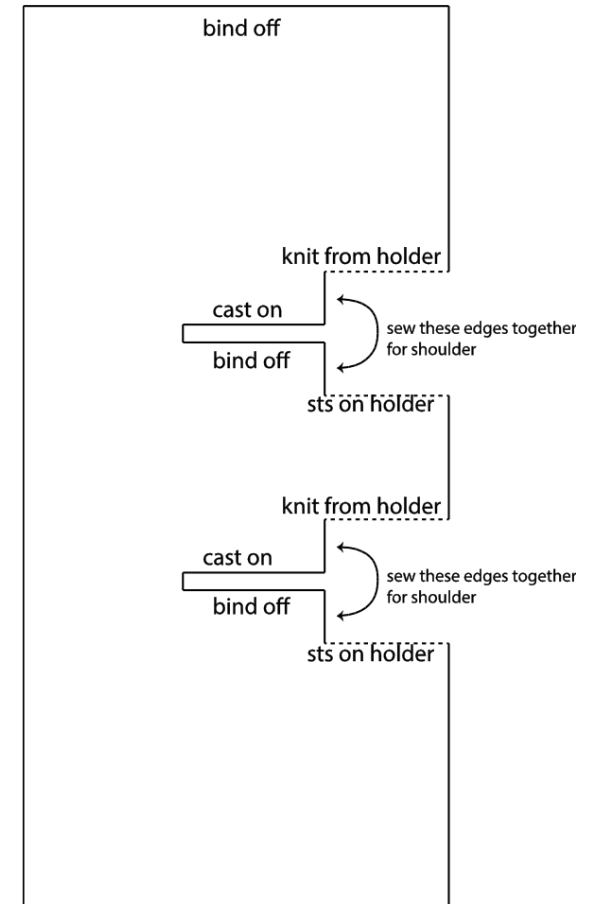 bind off
knit from holder
cast on
sew these edges together
for shoulder
bind off
sts on holder
knit from holder
cast on
sew these edges together
for shoulder
bind off
sts on holder